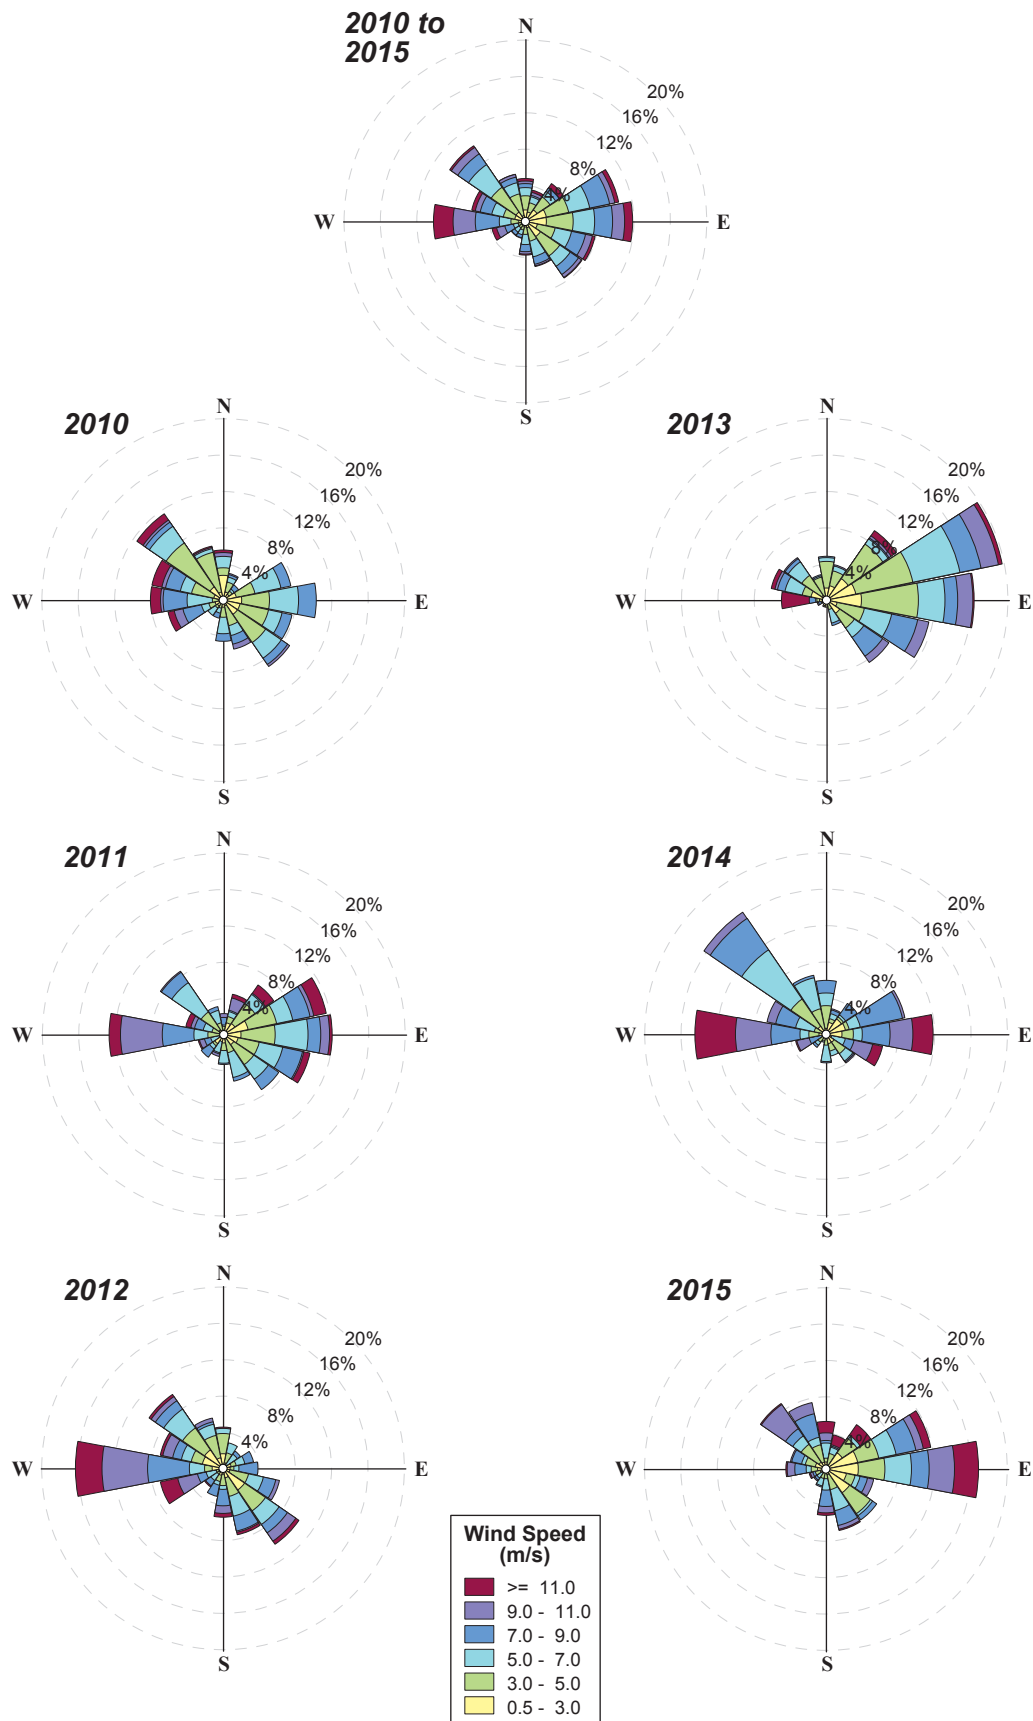 2010 to
2015
N
20%
16%
12%
8%
4%
W
E
S
2010
N
20%
16%
12%
8%
4%
W
E
S
2013
N
20%
16%
12%
8%
4%
W
E
S
2011
N
20%
16%
12%
8%
4%
W
E
S
2014
N
20%
16%
12%
8%
4%
W
E
S
2012
N
20%
16%
12%
8%
4%
W
E
S
2015
N
20%
16%
12%
8%
4%
W
E
S
Wind Speed
(m/s)
>= 11.0
9.0 - 11.0
7.0 - 9.0
5.0 - 7.0
3.0 - 5.0
0.5 - 3.0